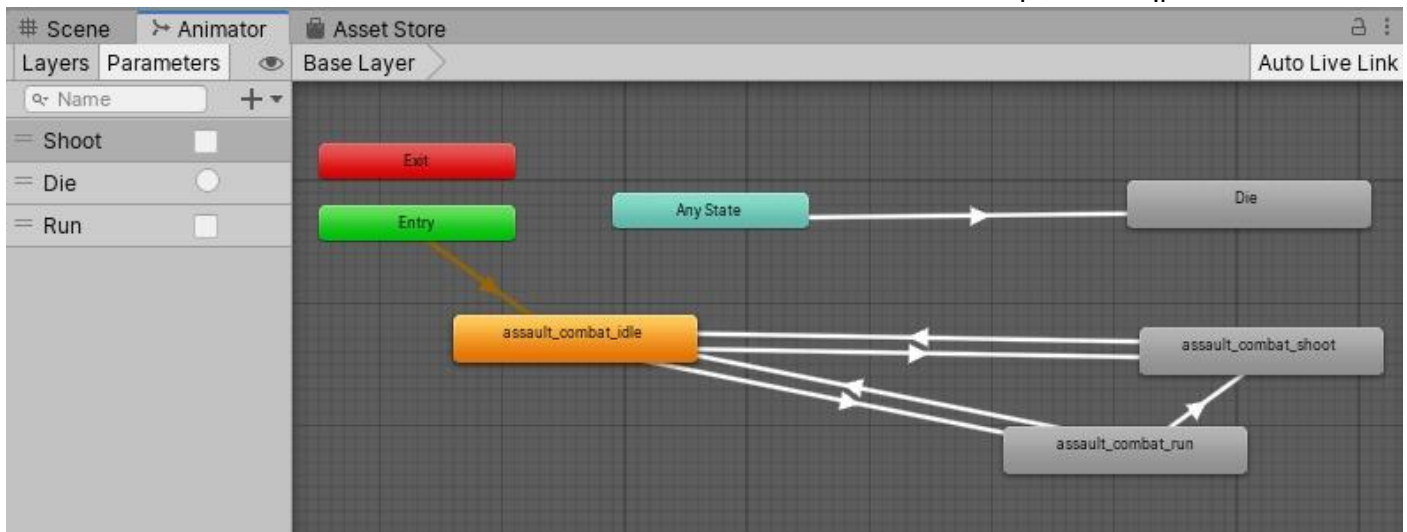 Scene Animator Asset Store
Layers Parameters Base Layer Auto Live Link
Name
Shoot
Die
Run
Exit
Entry
Any State
Die
assault_combat_idle
assault_combat_shoot
assault_combat_run